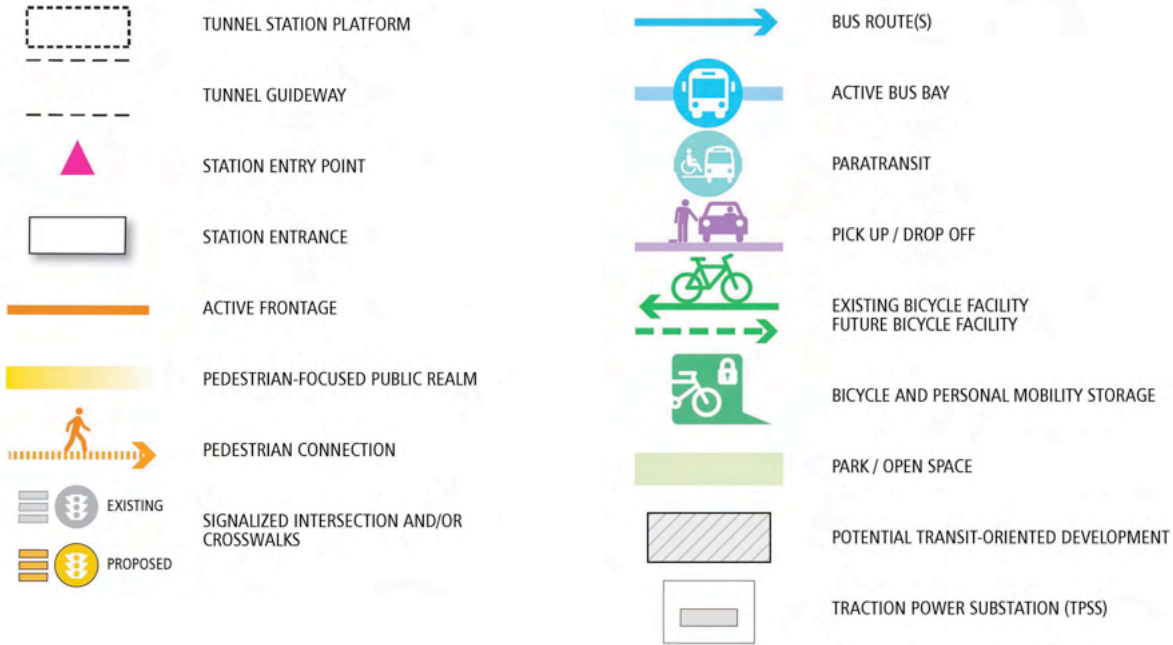 TUNNEL STATION PLATFORM
TUNNEL GUIDEWAY
STATION ENTRY POINT
STATION ENTRANCE
ACTIVE FRONTAGE
PEDESTRIAN-FOCUSED PUBLIC REALM
PEDESTRIAN CONNECTION
EXISTING
PROPOSED
SIGNALIZED INTERSECTION AND/OR
CROSSWALKS
BUS ROUTE(S)
ACTIVE BUS BAY
PARATRANSIT
PICK UP / DROP OFF
EXISTING BICYCLE FACILITY
FUTURE BICYCLE FACILITY
BICYCLE AND PERSONAL MOBILITY STORAGE
PARK / OPEN SPACE
POTENTIAL TRANSIT-ORIENTED DEVELOPMENT
TRACTION POWER SUBSTATION (TPSS)